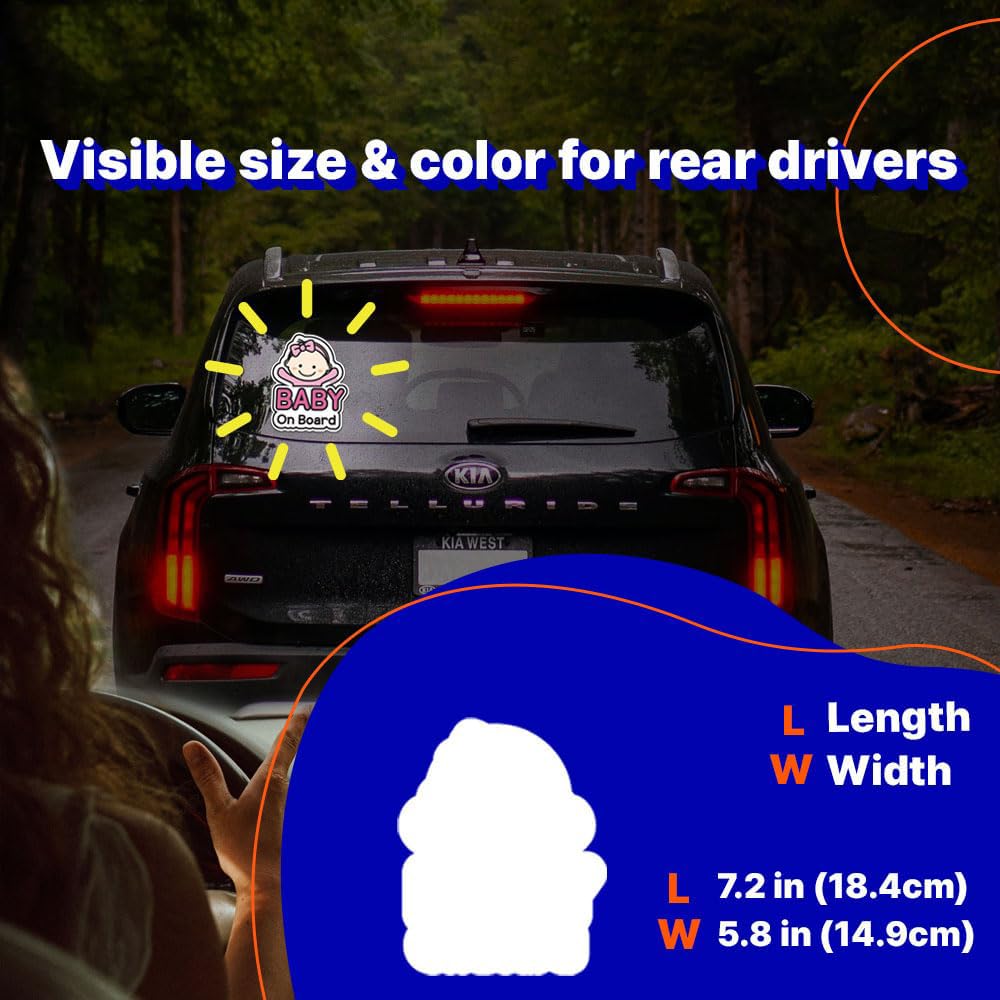 Visible size & color for rear drivers
BABY
On Board
KIA
TELLURIDE
KIA WEST
AWD
L Length
W Width
L 7.2 in (18.4cm)
W 5.8 in (14.9cm)